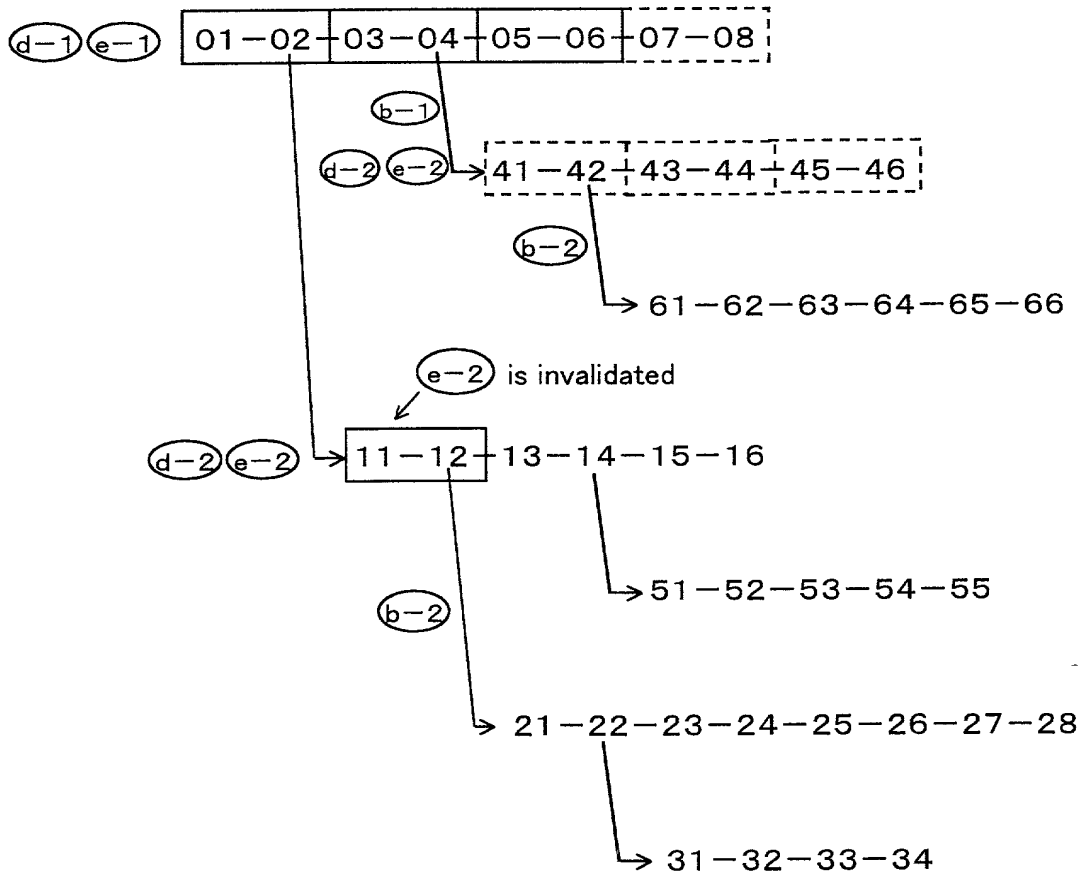 d-1 e-1 01-02-03-04-05-06-07-08
b-1
d-2 e-2 41-42-43-44-45-46
b-2
61-62-63-64-65-66
e-2 is invalidated
d-2 e-2 11-12-13-14-15-16
51-52-53-54-55
b-2
21-22-23-24-25-26-27-28
31-32-33-34